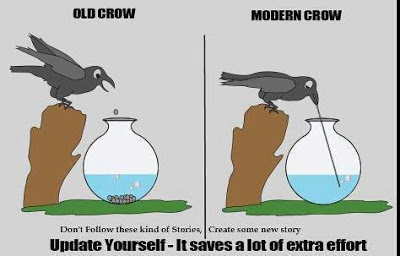 OLD CROW
MODERN CROW
Don't Follow these kind of Stories, Create some new story
Update Yourself - It saves a lot of extra effort